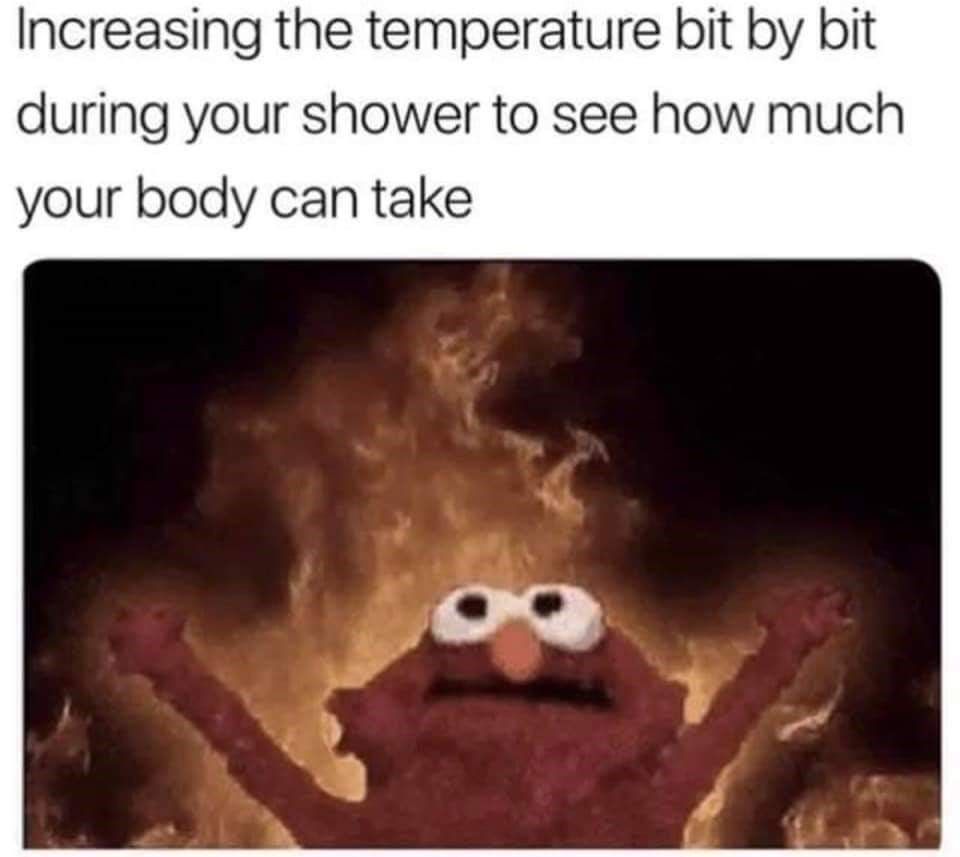 Increasing the temperature bit by bit
during your shower to see how much
your body can take